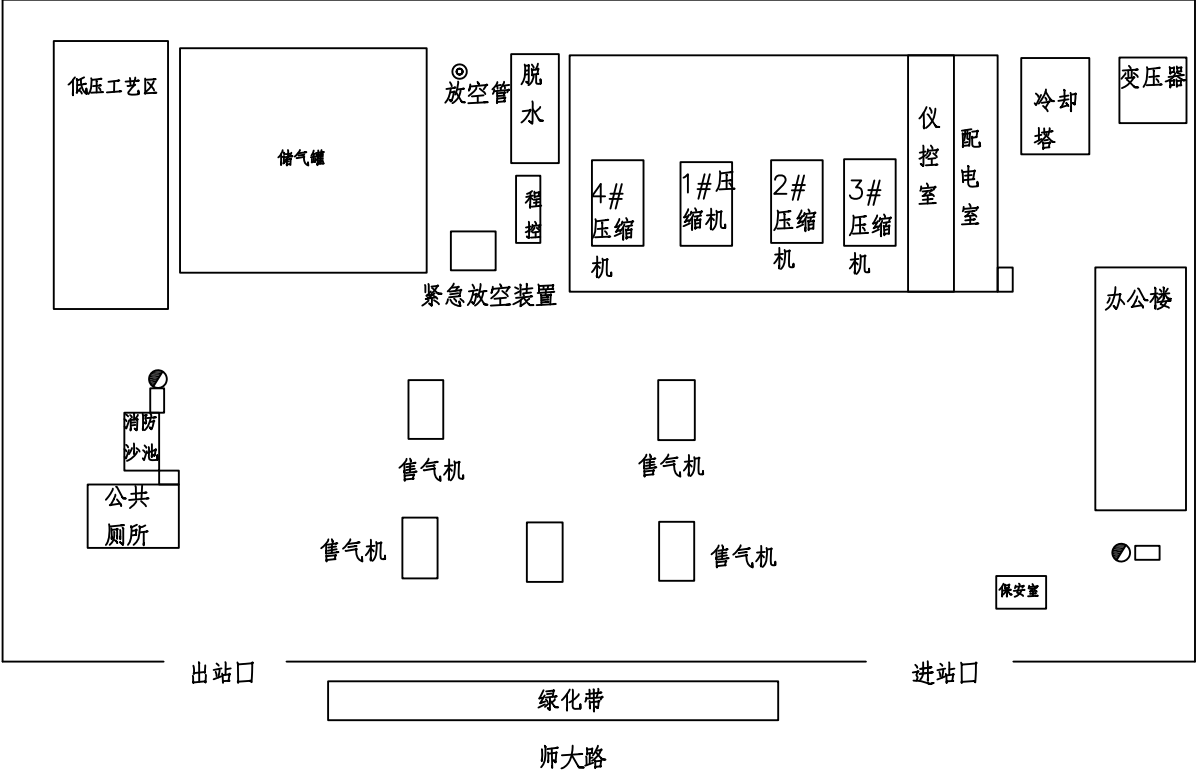 低压工艺区
储气罐
放空管
脱
水
程
控
紧急放空装置
4#
压缩
机
1#压
缩机
2#
压缩
机
3#
压缩
机
仪
控
室
配
电
室
冷却
塔
变压器
办公楼
消防
沙池
公共
厕所
售气机
售气机
售气机
售气机
保安室
出站口
进站口
绿化带
师大路